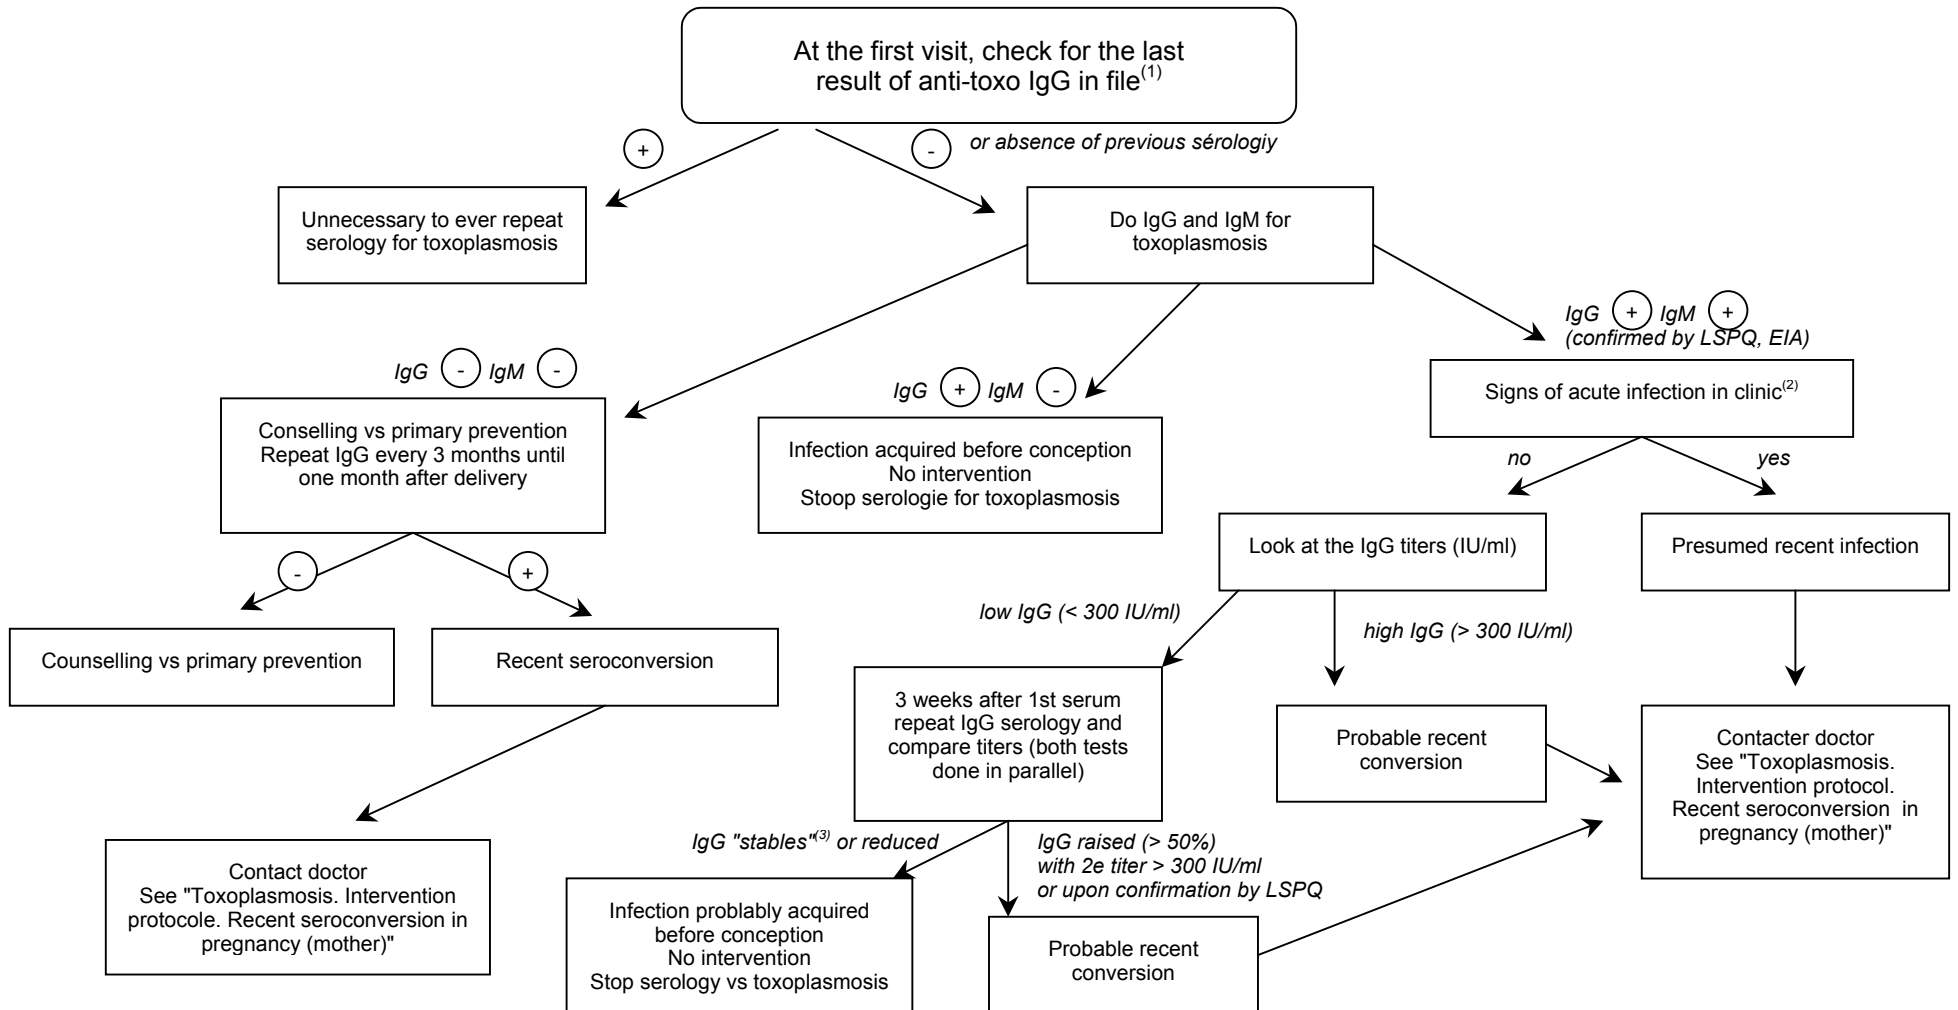 At the first visit, check for the last
result of anti-toxo IgG in file(1)
+
-
or absence of previous sérologiy
Unnecessary to ever repeat
serology for toxoplasmosis
Do IgG and IgM for
toxoplasmosis
IgG - IgM -
IgG + IgM -
IgG + IgM +
(confirmed by LSPQ, EIA)
Conselling vs primary prevention
Repeat IgG every 3 months until
one month after delivery
Infection acquired before conception
No intervention
Stoop serologie for toxoplasmosis
Signs of acute infection in clinic(2)
no
yes
-
+
Look at the IgG titers (IU/ml)
Presumed recent infection
low IgG (< 300 IU/ml)
high IgG (> 300 IU/ml)
Counselling vs primary prevention
Recent seroconversion
3 weeks after 1st serum
repeat IgG serology and
compare titers (both tests
done in parallel)
Probable recent
conversion
Contacter doctor
See "Toxoplasmosis.
Intervention protocol.
Recent seroconversion in
pregnancy (mother)"
IgG "stables"(3) or reduced
IgG raised (> 50%)
with 2e titer > 300 IU/ml
or upon confirmation by LSPQ
Contact doctor
See "Toxoplasmosis. Intervention
protocole. Recent seroconversion in
pregnancy (mother)"
Infection problably acquired
before conception
No intervention
Stop serology vs toxoplasmosis
Probable recent
conversion